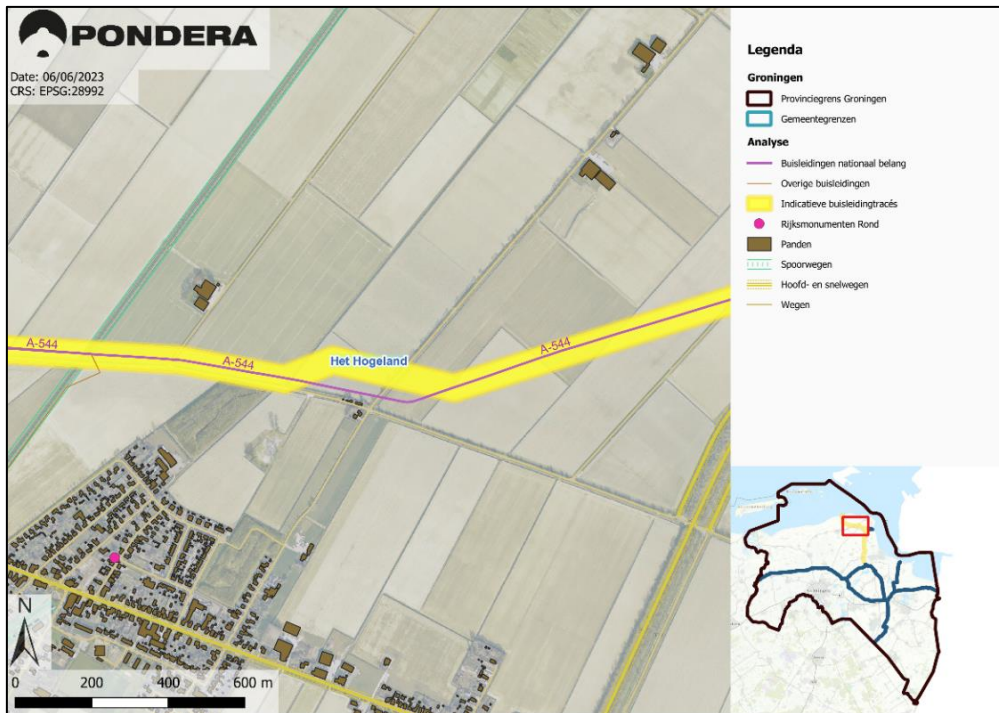 PONDERA
Date: 06/06/2023
CRS: EPSG:28992
A-544
A-544
Het Hogeland
A-544
N
0 200 400 600 m
Legenda
Groningen
Provinciegrens Groningen
Gemeentegrenzen
Analyse
Buisleidingen nationaal belang
Overige buisleidingen
Indicatieve buisleidingtracés
Rijksmonumenten Rond
Panden
Spoorwegen
Hoofd- en snelwegen
Wegen